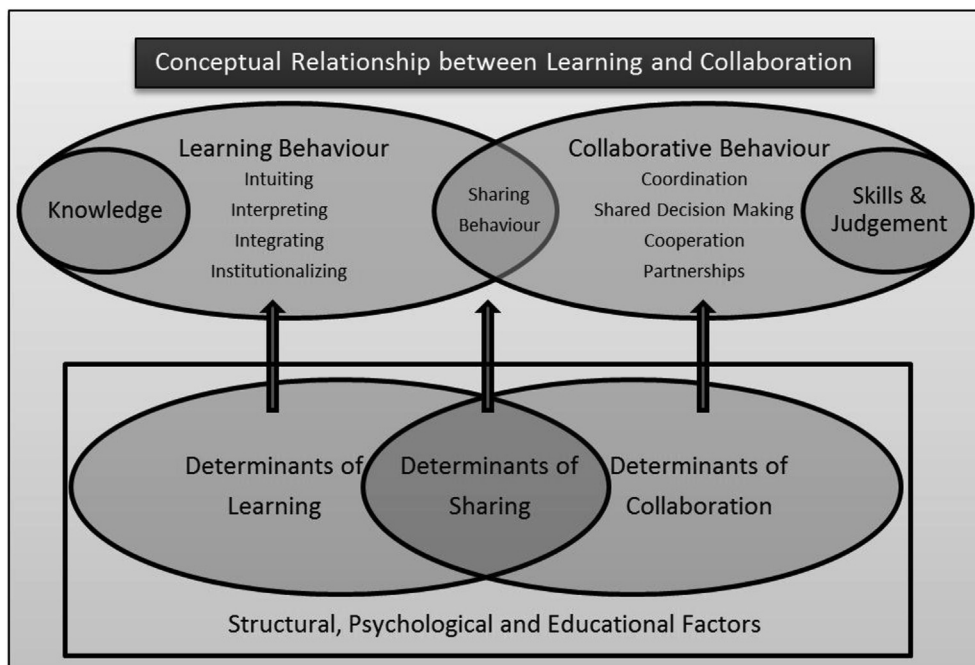 Conceptual Relationship between Learning and Collaboration
Knowledge
Learning Behaviour
Intuiting
Interpreting
Integrating
Institutionalizing
Sharing
Behaviour
Collaborative Behaviour
Coordination
Shared Decision Making
Cooperation
Partnerships
Skills &
Judgement
Determinants of
Learning
Determinants of
Sharing
Determinants of
Collaboration
Structural, Psychological and Educational Factors